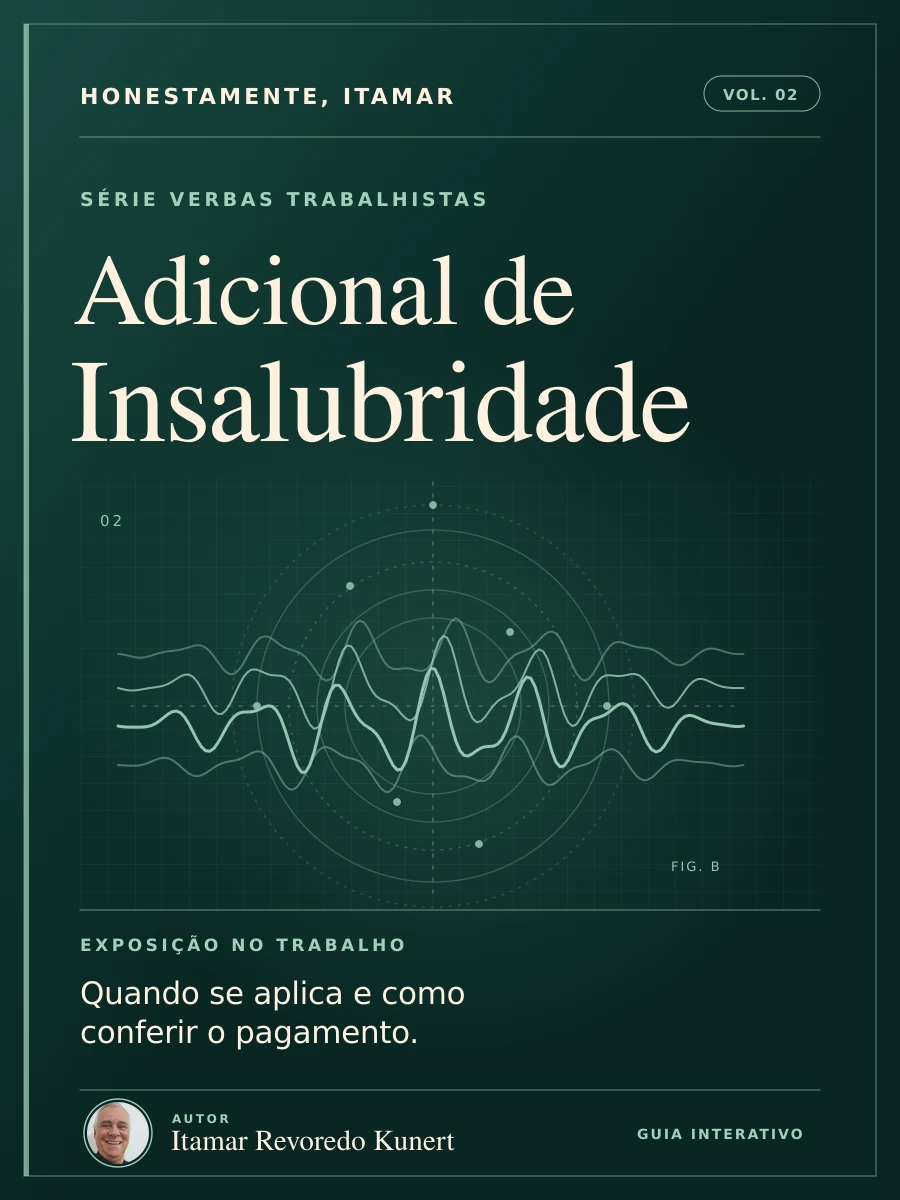 HONESTAMENTE, ITAMAR
VOL. 02
SÉRIE VERBAS TRABALHISTAS
Adicional de
Insalubridade
02
FIG. B
EXPOSIÇÃO NO TRABALHO
Quando se aplica e como
conferir o pagamento.
AUTOR
Itamar Revoredo Kunert
GUIA INTERATIVO